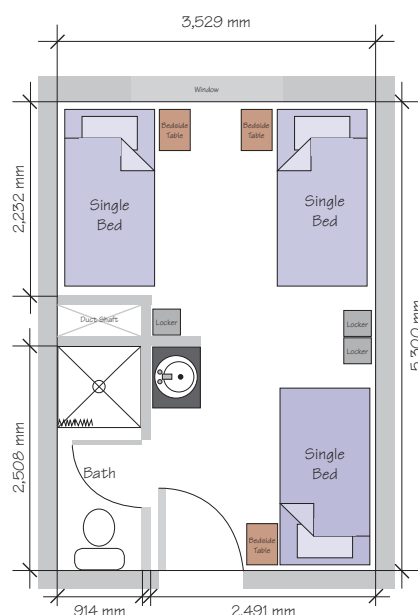 3,529 mm
Window
Bedside
Table
Bedside
Table
2,232 mm
Single
Bed
Single
Bed
Duct Shaft
Locker
Locker
Locker
5,300 mm
2,508 mm
Single
Bed
Bath
Bedside
Table
914 mm
2,491 mm